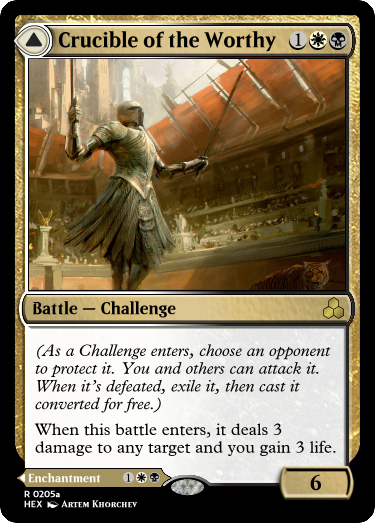 Crucible of the Worthy 1
Battle — Challenge
(As a Challenge enters, choose an opponent
to protect it. You and others can attack it.
When it's defeated, exile it, then cast it
converted for free.)
When this battle enters, it deals 3
damage to any target and you gain 3 life.
Enchantment 1
6
R 0205a
HEX Artem Khorchev